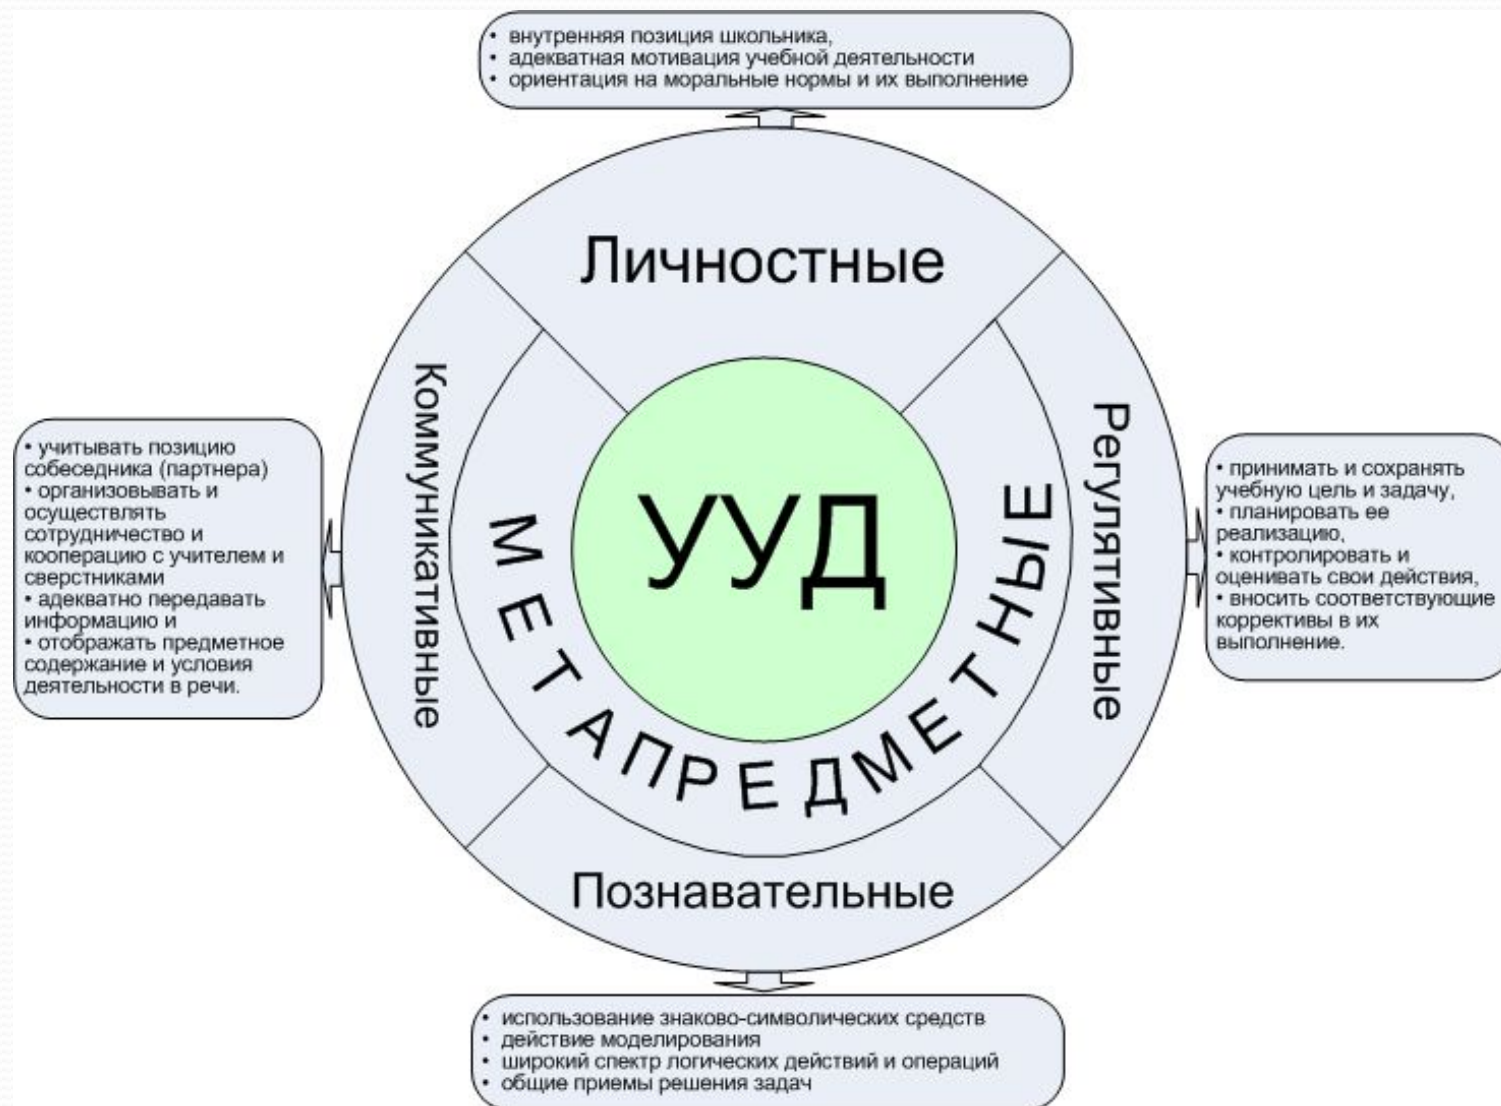 • внутренняя позиция школьника,
• адекватная мотивация учебной деятельности
• ориентация на моральные нормы и их выполнение
Личностные
Коммуникативные
• учитывать позицию
собеседника (партнера)
• организовывать и
осуществлять
сотрудничество и
кооперацию с учителем и
сверстниками
• адекватно передавать
информацию и
• отображать предметное
содержание и условия
деятельности в речи.
УУД
МЕТАПРЕДМЕТНЫЕ
Регулятивные
• принимать и сохранять
учебную цель и задачу,
• планировать ее
реализацию,
• контролировать и
оценивать свои действия,
• вносить соответствующие
коррективы в их
выполнение.
Познавательные
• использование знаково-символических средств
• действие моделирования
• широкий спектр логических действий и операций
• общие приемы решения задач